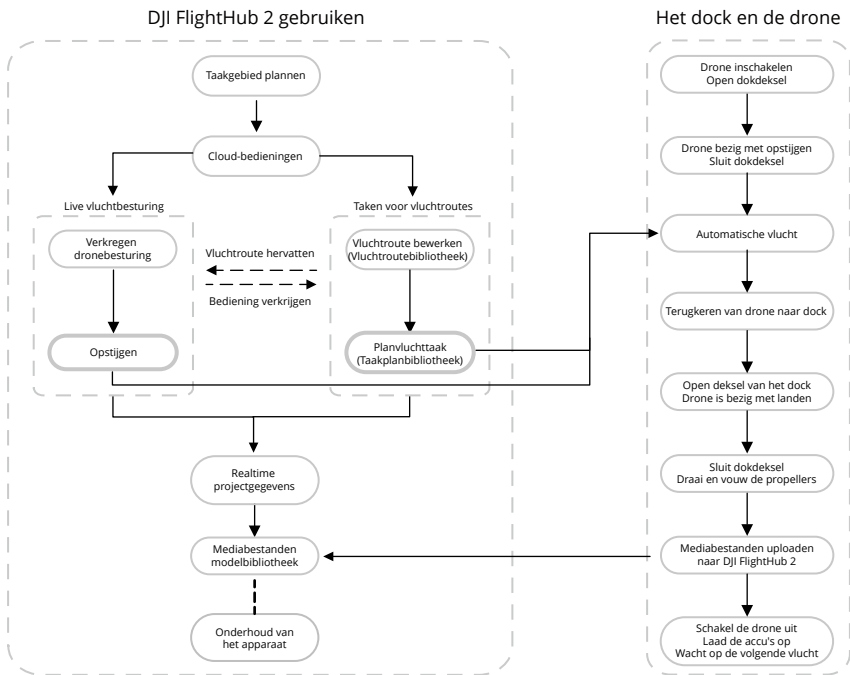 DJI FlightHub 2 gebruiken
Taakgebied plannen
Cloud-bedieningen
Live vluchtbesturing
Taken voor vluchtroutes
Verkregen
dronebesturing
Vluchtroute hervatten
Bediening verkrijgen
Vluchtroute bewerken
(Vluchtroutebibliotheek)
Opstijgen
Planvluchttaak
(Taakplanbibliotheek)
Realtime
projectgegevens
Mediabestanden
modelbibliotheek
Onderhoud van
het apparaat
Het dock en de drone
Drone inschakelen
Open dokdeksel
Drone bezig met opstijgen
Sluit dokdeksel
Automatische vlucht
Terugkeren van drone naar dock
Open deksel van het dock
Drone is bezig met landen
Sluit dokdeksel
Draai en vouw de propellers
Mediabestanden uploaden
naar DJI FlightHub 2
Schakel de drone uit
Laad de accu's op
Wacht op de volgende vlucht